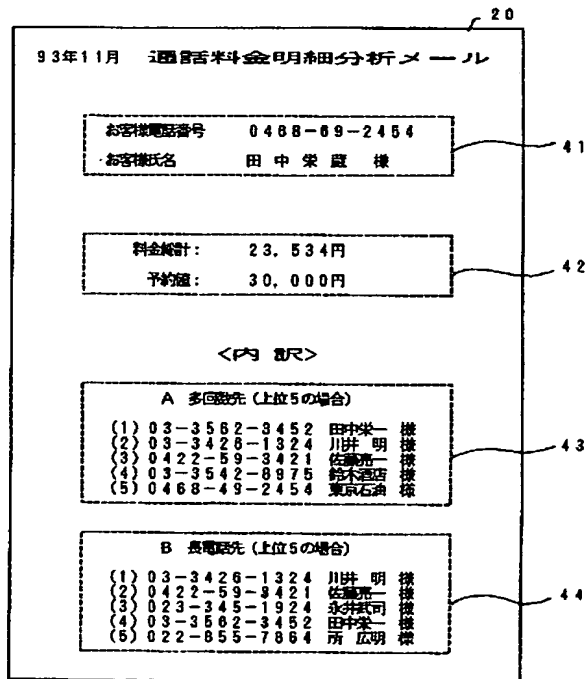 20
93年11月 通話料金明細分析メール
お客様電話番号 0468-69-2454
お客様氏名 田中栄蔵 様
41
料金総計: 23,534円
予約値: 30,000円
42
<内訳>
A 多回数先(上位5の場合)
(1) 03-3562-3452 田中栄一 様
(2) 03-3426-1324 川井 明 様
(3) 0422-59-3421 佐藤亮一 様
(4) 03-3542-8975 鈴木酒店 様
(5) 0468-49-2454 東京石油 様
43
B 長電話先(上位5の場合)
(1) 03-3426-1324 川井 明 様
(2) 0422-59-3421 佐藤亮一 様
(3) 023-345-1924 永井武司 様
(4) 03-3562-3452 田中栄一 様
(5) 022-855-7864 所 広明 様
44